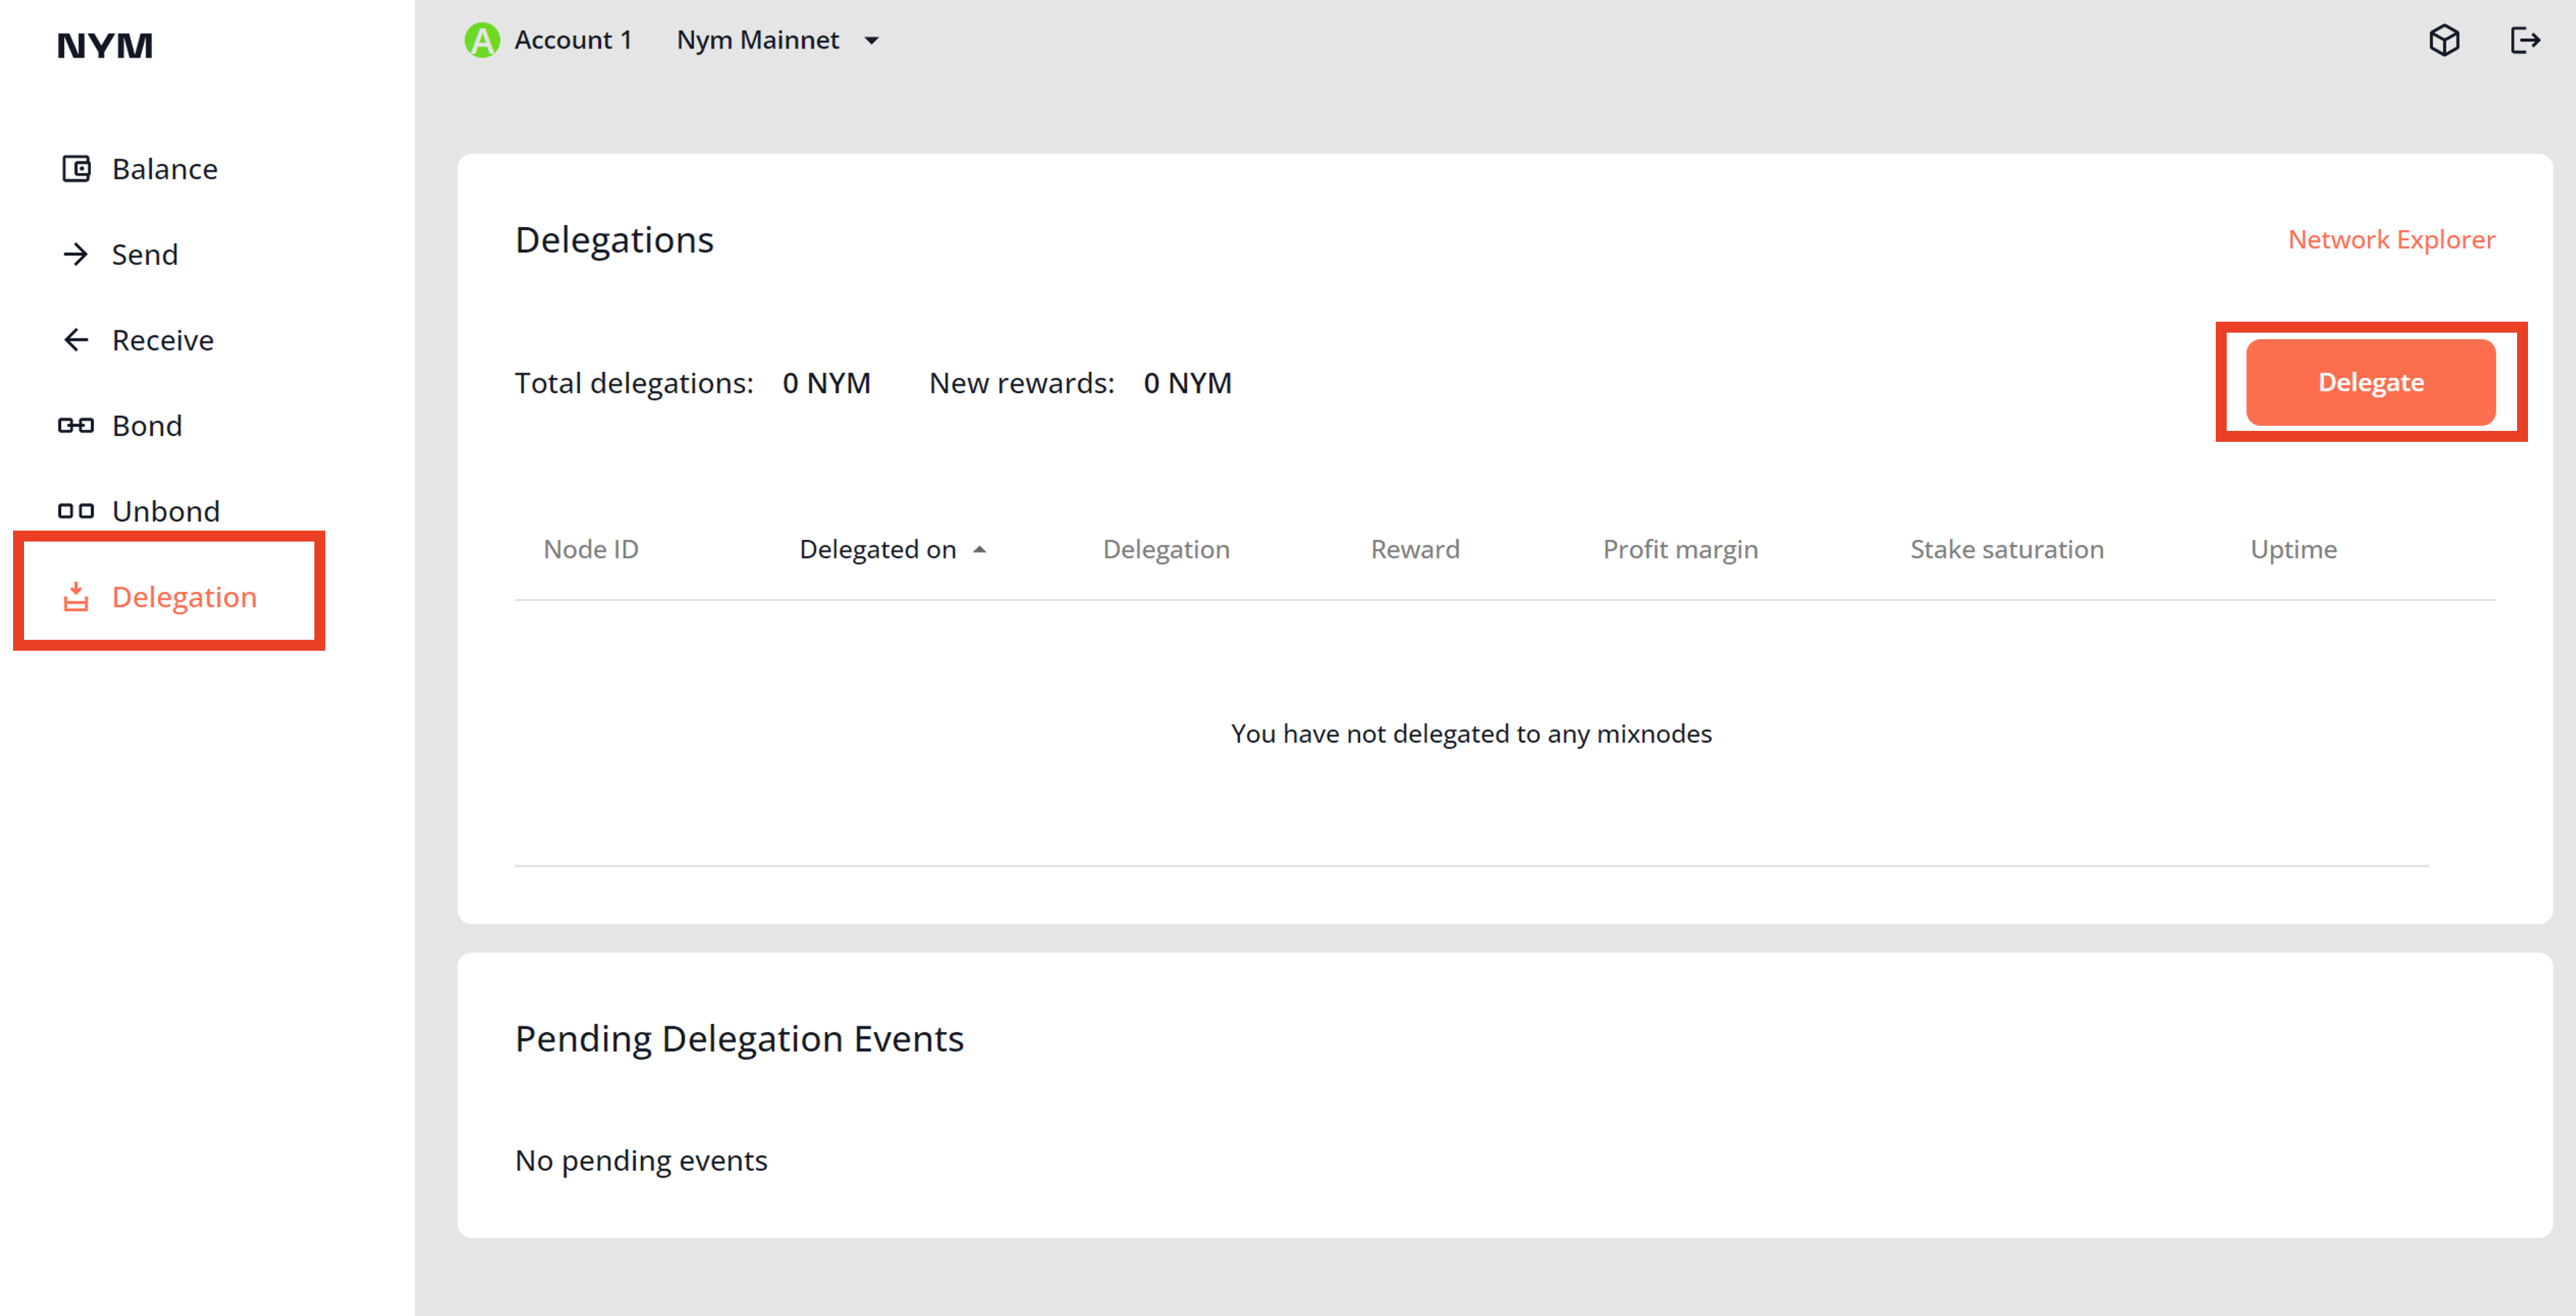 NYM
Balance
Send
Receive
Bond
Unbond
Delegation
A Account 1 Nym Mainnet
Delegations
Network Explorer
Total delegations: 0 NYM New rewards: 0 NYM
Delegate
Node ID Delegated on Delegation Reward Profit margin Stake saturation Uptime
You have not delegated to any mixnodes
Pending Delegation Events
No pending events